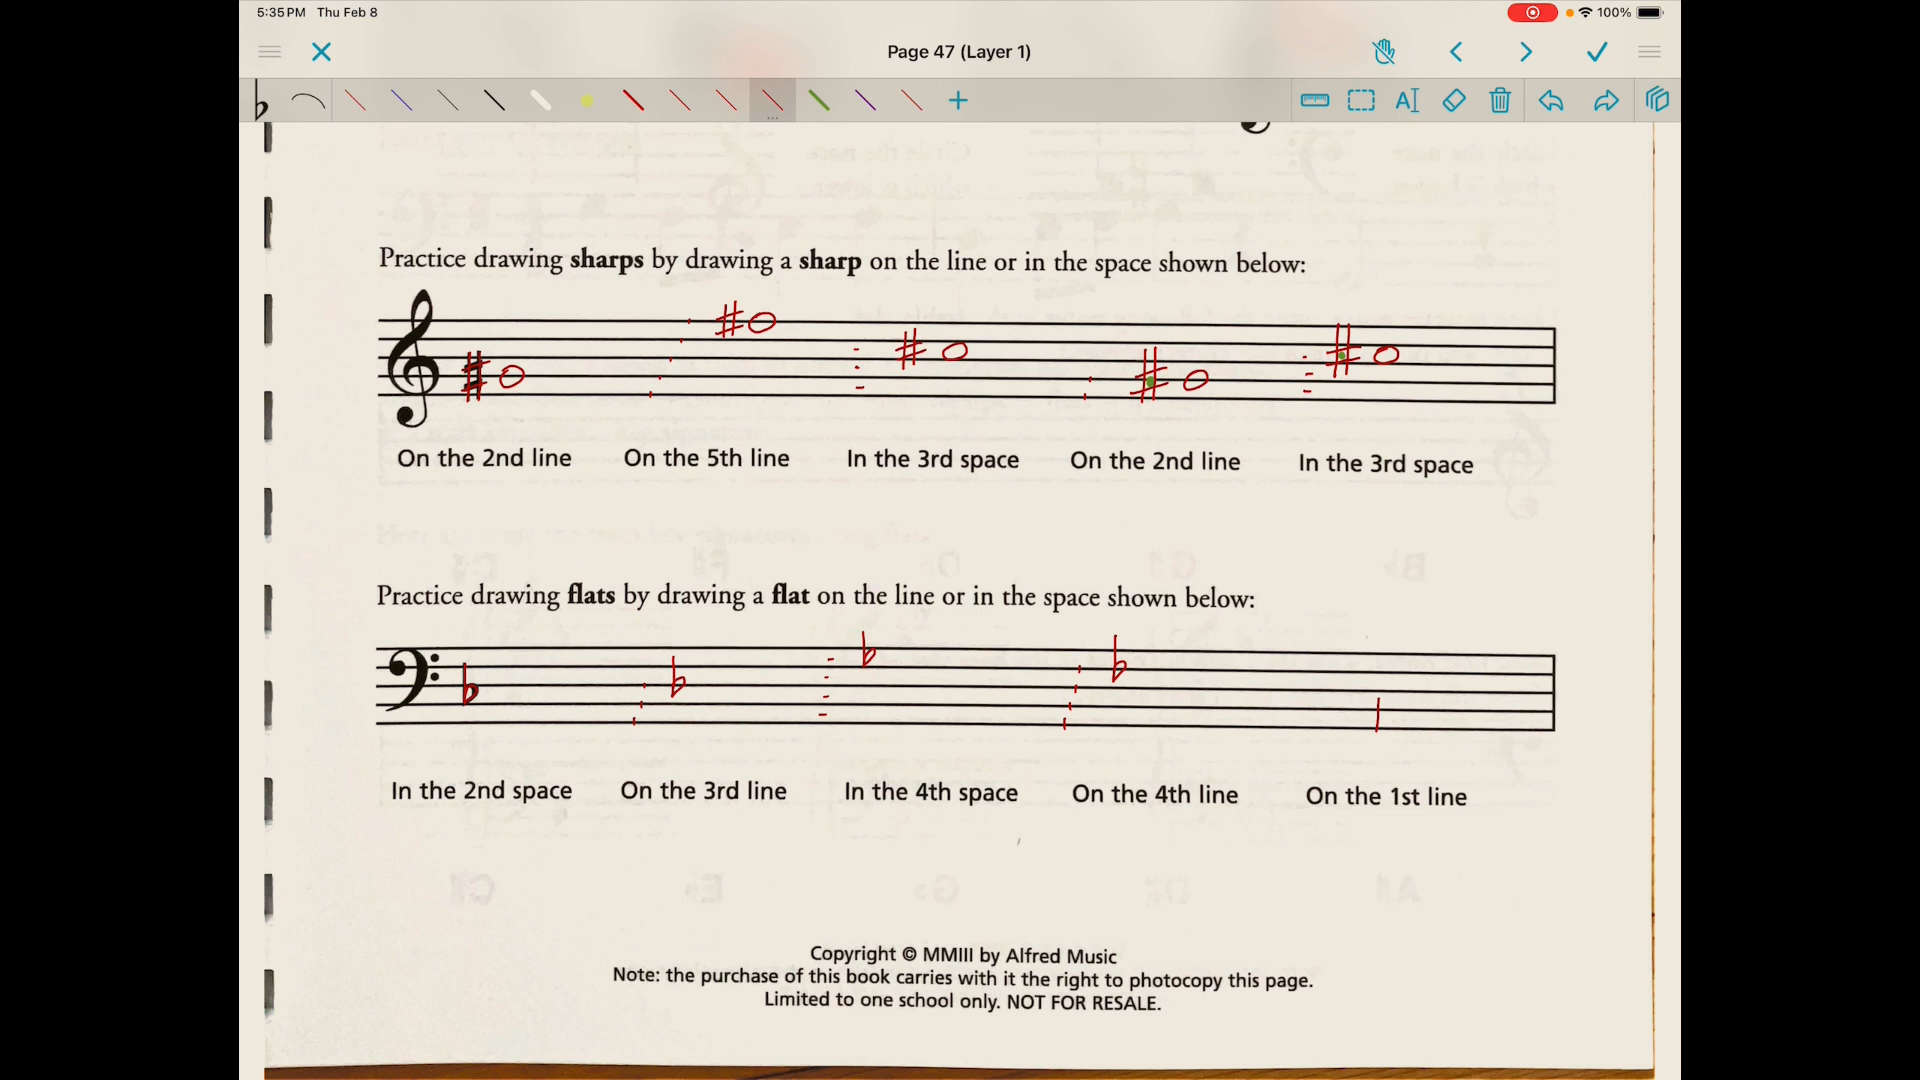 5:35 PM Thu Feb 8
100%
Page 47 (Layer 1)
Practice drawing sharps by drawing a sharp on the line or in the space shown below:
On the 2nd line On the 5th line In the 3rd space On the 2nd line In the 3rd space
Practice drawing flats by drawing a flat on the line or in the space shown below:
In the 2nd space On the 3rd line In the 4th space On the 4th line On the 1st line
Copyright © MMIII by Alfred Music
Note: the purchase of this book carries with it the right to photocopy this page.
Limited to one school only. NOT FOR RESALE.